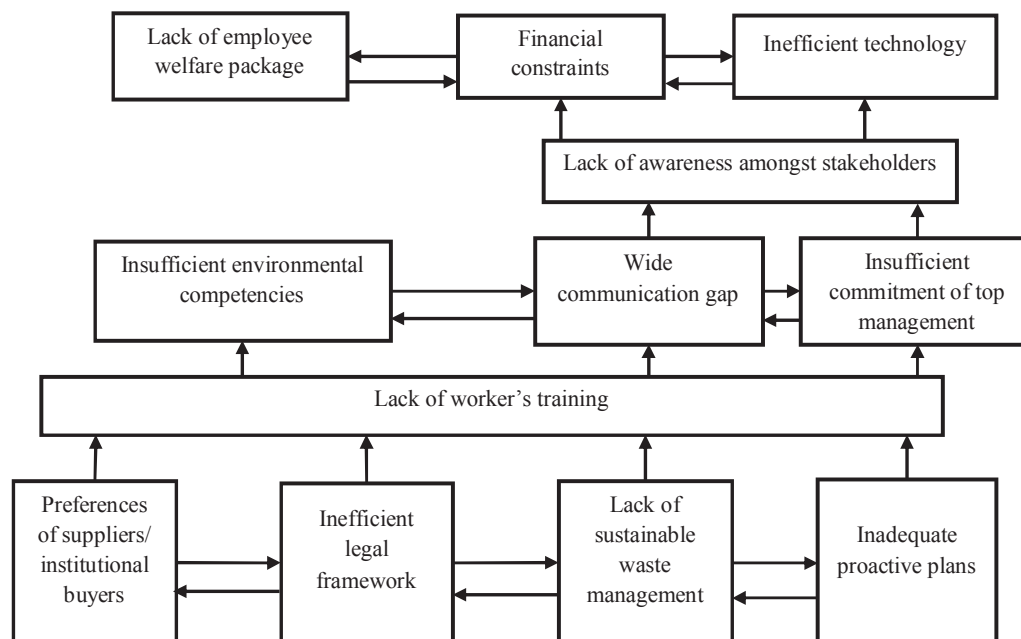 Lack of employee
welfare package
Financial
constraints
Inefficient technology
Lack of awareness amongst stakeholders
Insufficient environmental
competencies
Wide
communication gap
Insufficient
commitment of top
management
Lack of worker’s training
Preferences
of suppliers/
institutional
buyers
Inefficient
legal
framework
Lack of
sustainable
waste
management
Inadequate
proactive plans